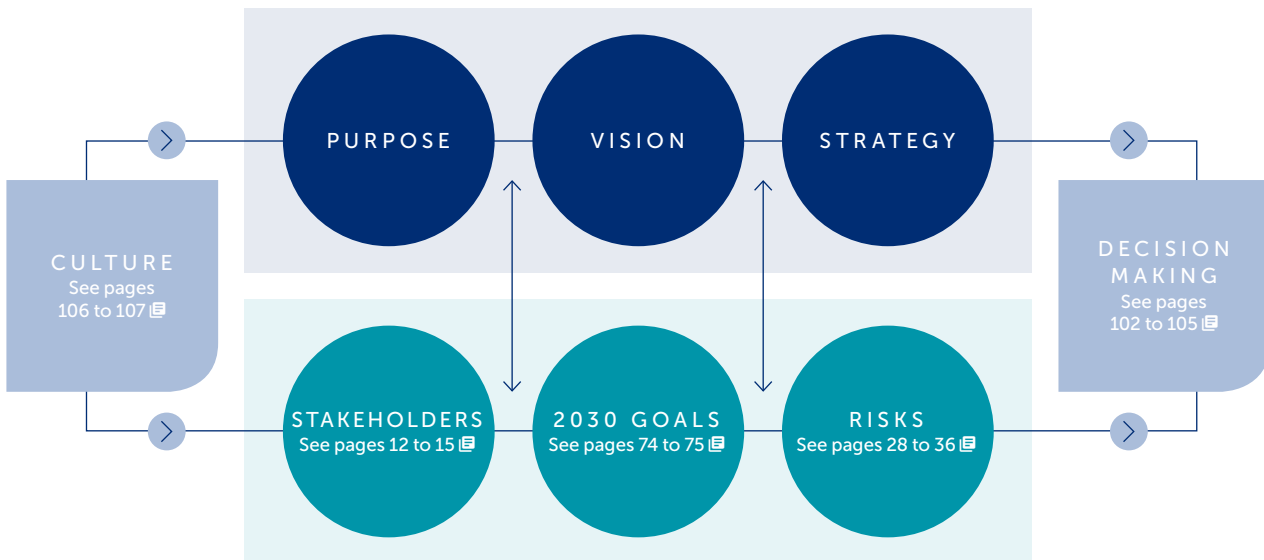 PURPOSE
VISION
STRATEGY
CULTURE
See pages
106 to 107
DECISION
MAKING
See pages
102 to 105
STAKEHOLDERS
See pages 12 to 15
2030 GOALS
See pages 74 to 75
RISKS
See pages 28 to 36